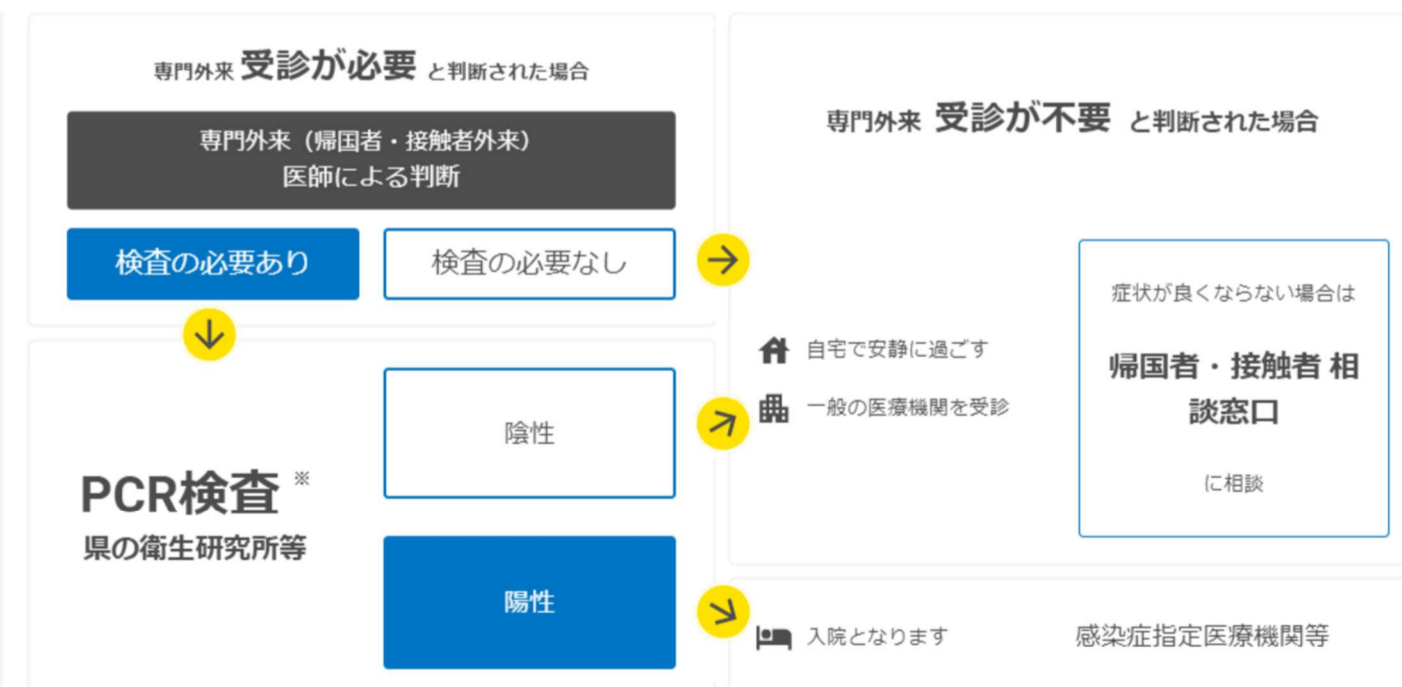 専門外来 受診が必要 と判断された場合
専門外来（帰国者・接触者外来）
医師による判断
検査の必要あり
検査の必要なし
PCR検査 ※
県の衛生研究所等
陰性
陽性
専門外来 受診が不要 と判断された場合
自宅で安静に過ごす
一般の医療機関を受診
症状が良くならない場合は
帰国者・接触者 相
談窓口
に相談
入院となります
感染症指定医療機関等